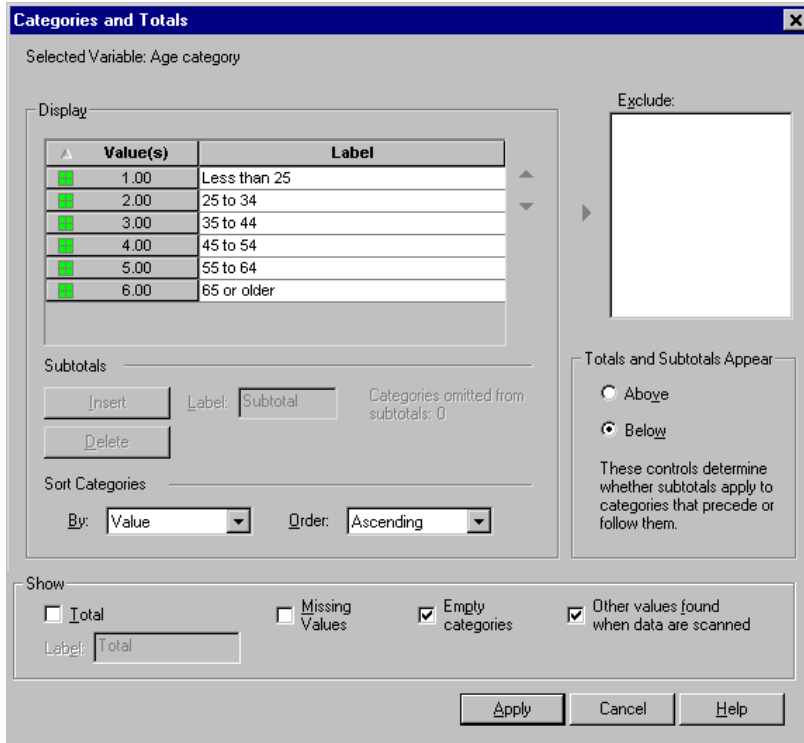 Categories and Totals
Selected Variable: Age category
Display
Value(s) Label
1.00 Less than 25
2.00 25 to 34
3.00 35 to 44
4.00 45 to 54
5.00 55 to 64
6.00 65 or older
Exclude:
Subtotals
Insert Label: Subtotal
Categories omitted from
subtotals: 0
Delete
Sort Categories
By: Value Order: Ascending
Totals and Subtotals Appear
Above
Below
These controls determine
whether subtotals apply to
categories that precede or
follow them.
Show
Total
Label: Total
Missing
Values
Empty
categories
Other values found
when data are scanned
Apply Cancel Help